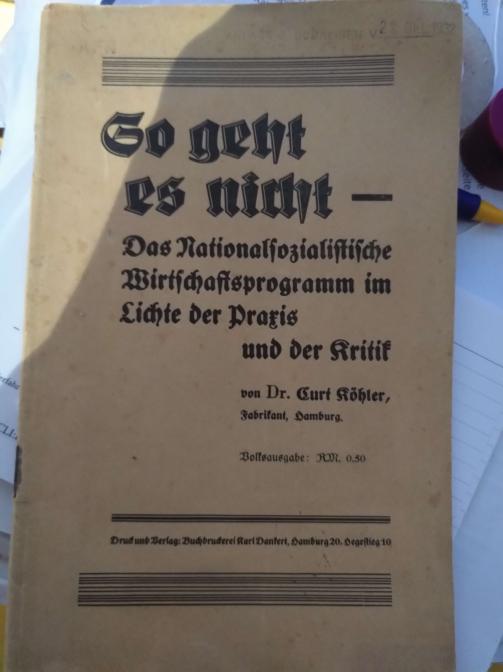 So geht
es nicht —
Das Nationalsozialistische
Wirtschaftsprogramm im
Lichte der Praxis
und der Kritik
von Dr. Curt Köhler,
Fabrikant, Hamburg.
Volksausgabe: RM. 0.50
Druck und Verlag: Buchdruckerei Karl Dankert, Hamburg 20. Hegestieg 10